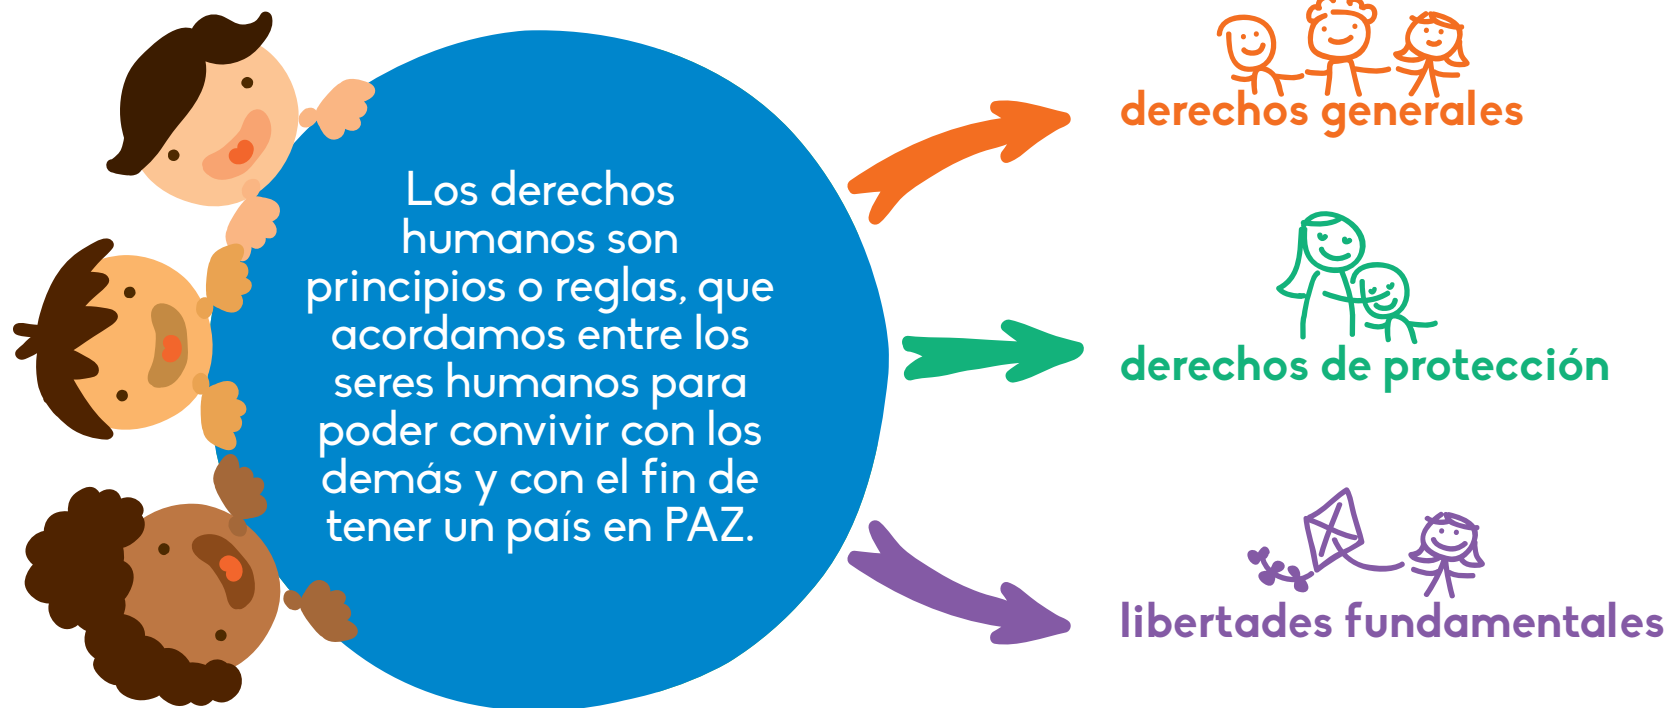 Los derechos
humanos son
principios o reglas, que
acordamos entre los
seres humanos para
poder convivir con los
demás y con el fin de
tener un país en PAZ.
derechos generales
derechos de protección
libertades fundamentales